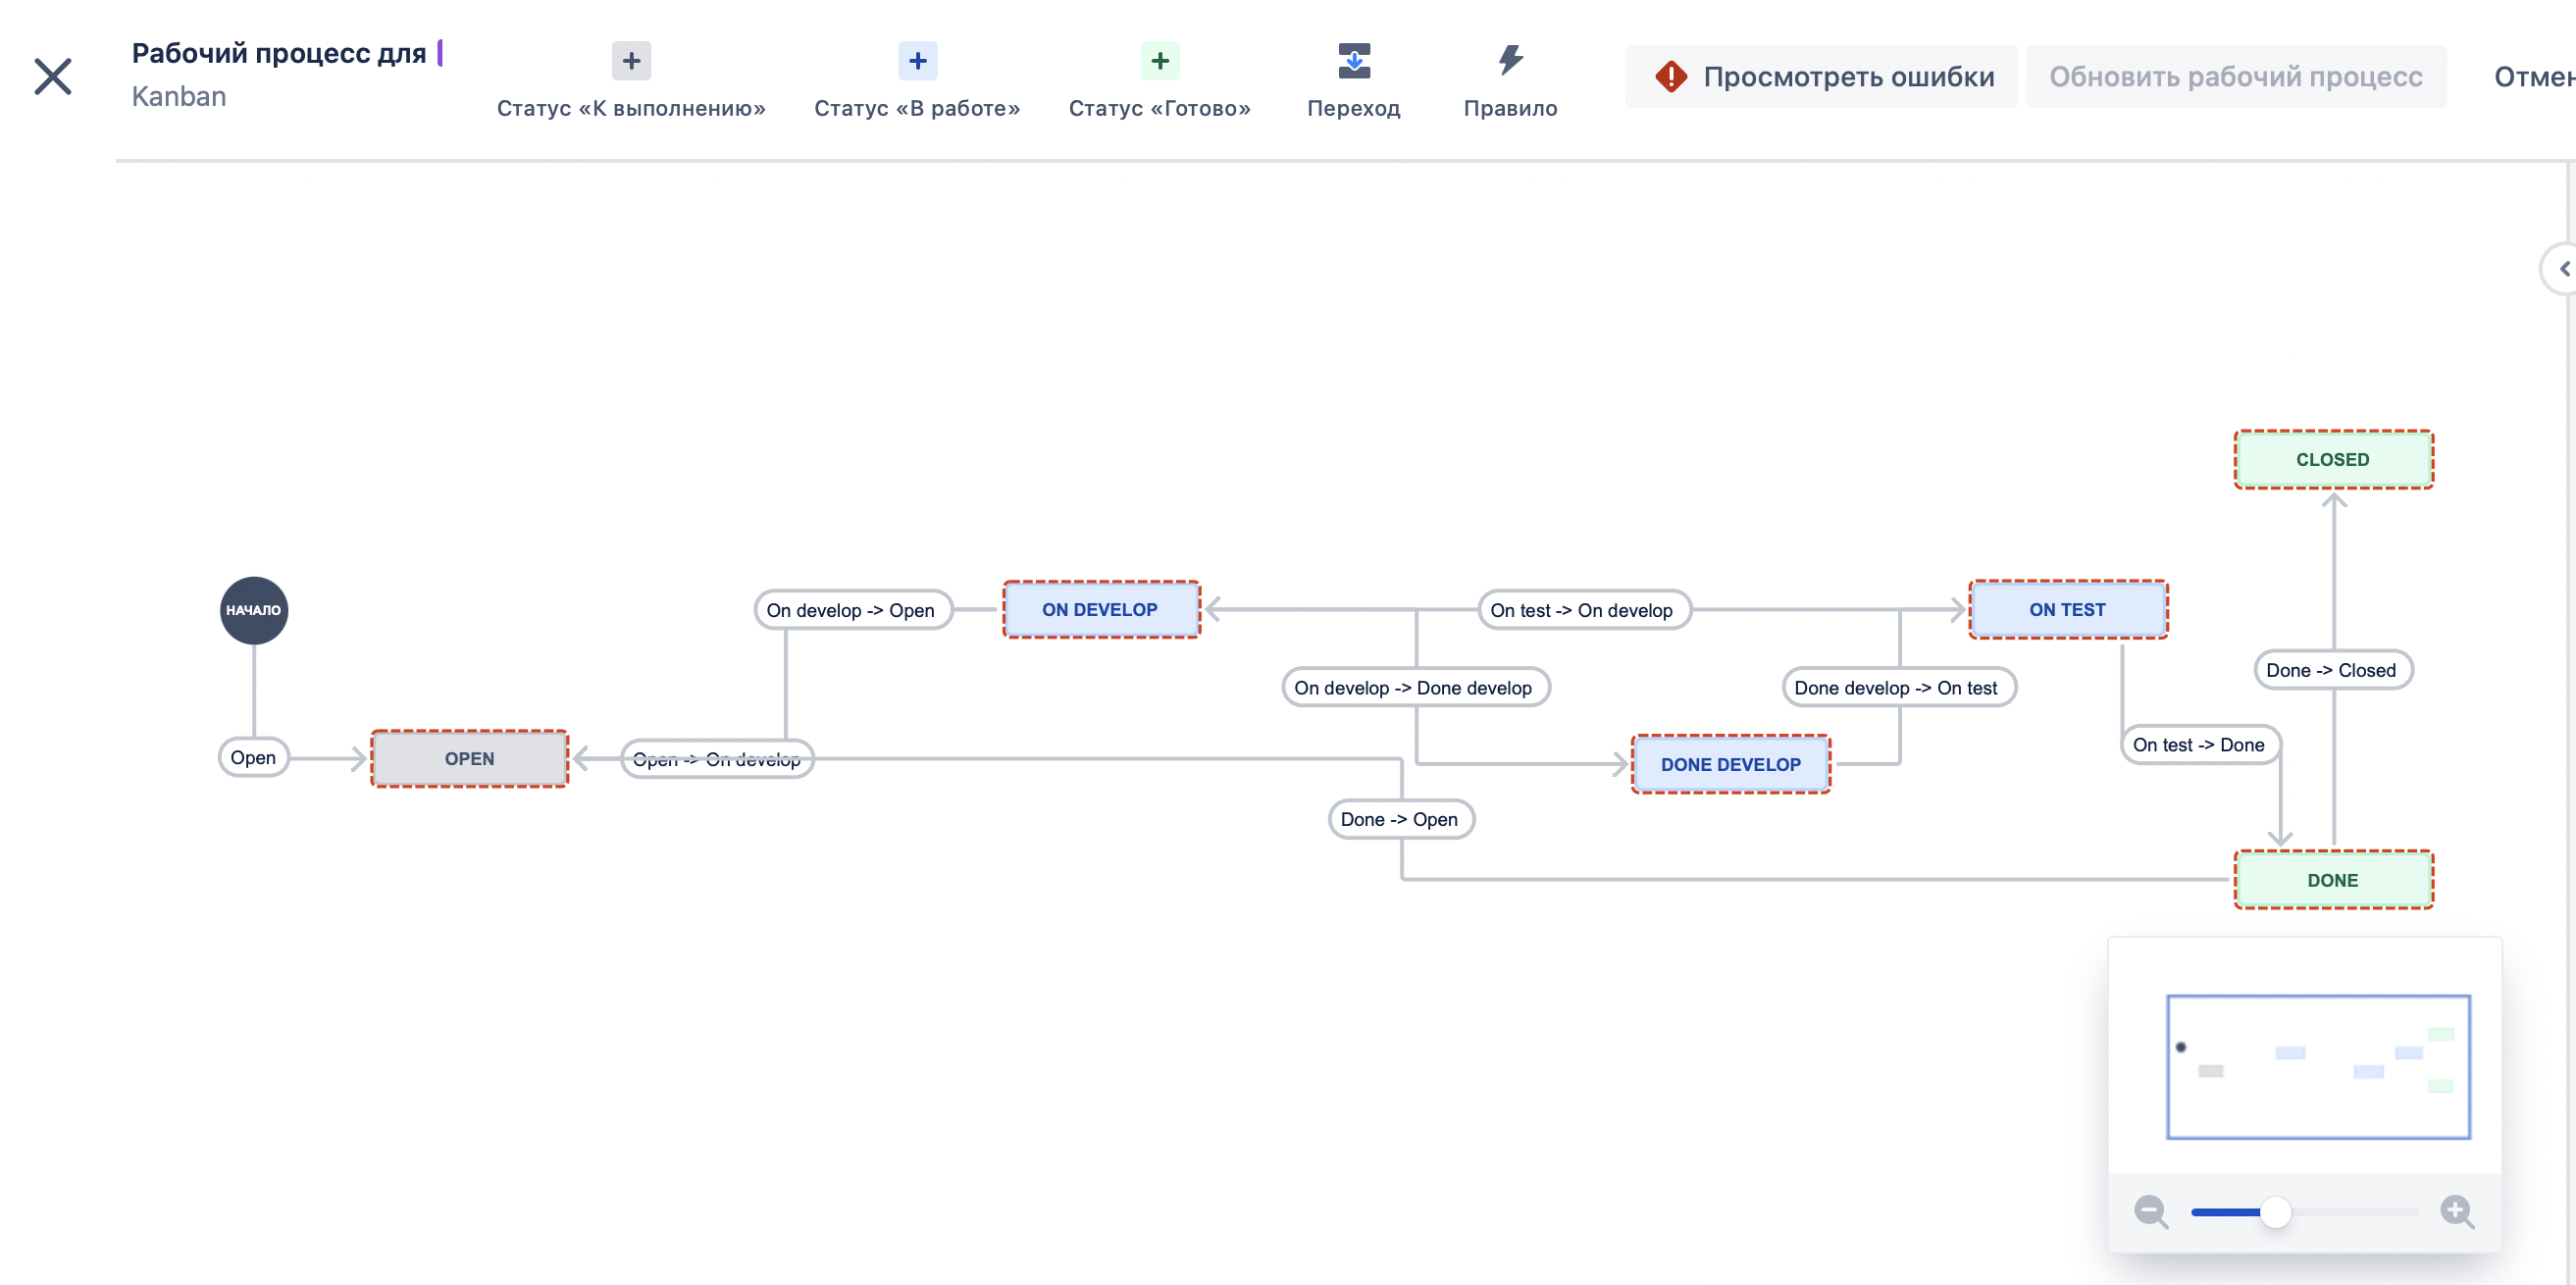 Рабочий процесс для
Kanban
Статус «К выполнению»
Статус «В работе»
Статус «Готово»
Переход
Правило
Просмотреть ошибки
Обновить рабочий процесс
Отмен
CLOSED
НАЧАЛО
On develop -> Open
ON DEVELOP
On test -> On develop
ON TEST
Done -> Closed
On develop -> Done develop
Done develop -> On test
On test -> Done
Open
OPEN
Open -> On develop
DONE DEVELOP
Done -> Open
DONE